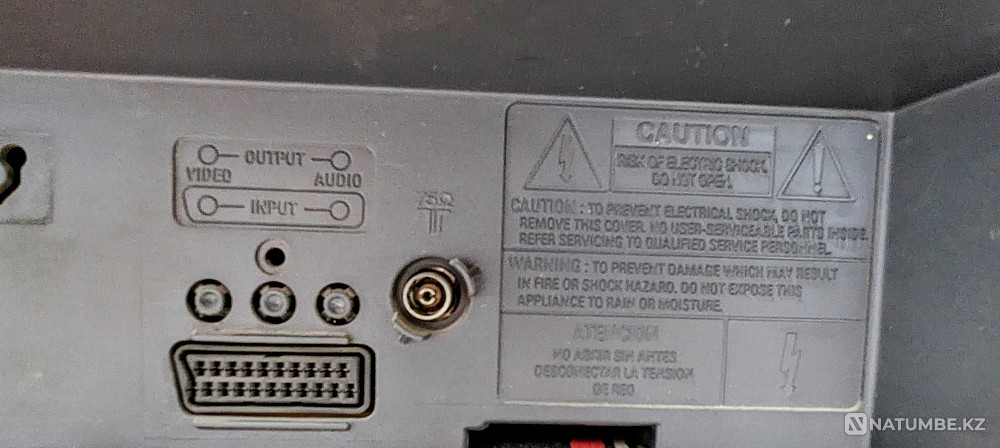 OUTPUT
VIDEO AUDIO
INPUT
75Ω
CAUTION
RISK OF ELECTRIC SHOCK,
DO NOT OPEN.
CAUTION : TO PREVENT ELECTRICAL SHOCK, DO NOT
REMOVE THIS COVER. NO USER-SERVICEABLE PARTS INSIDE.
REFER SERVICING TO QUALIFIED SERVICE PERSONNEL.
WARNING : TO PREVENT DAMAGE WHICH MAY RESULT
IN FIRE OR SHOCK HAZARD. DO NOT EXPOSE THIS
APPLIANCE TO RAIN OR MOISTURE.
ATENCION
NO ABRIR SIN ANTES
DESCONECTAR LA TENSION
DE RED
NATUMBE.KZ